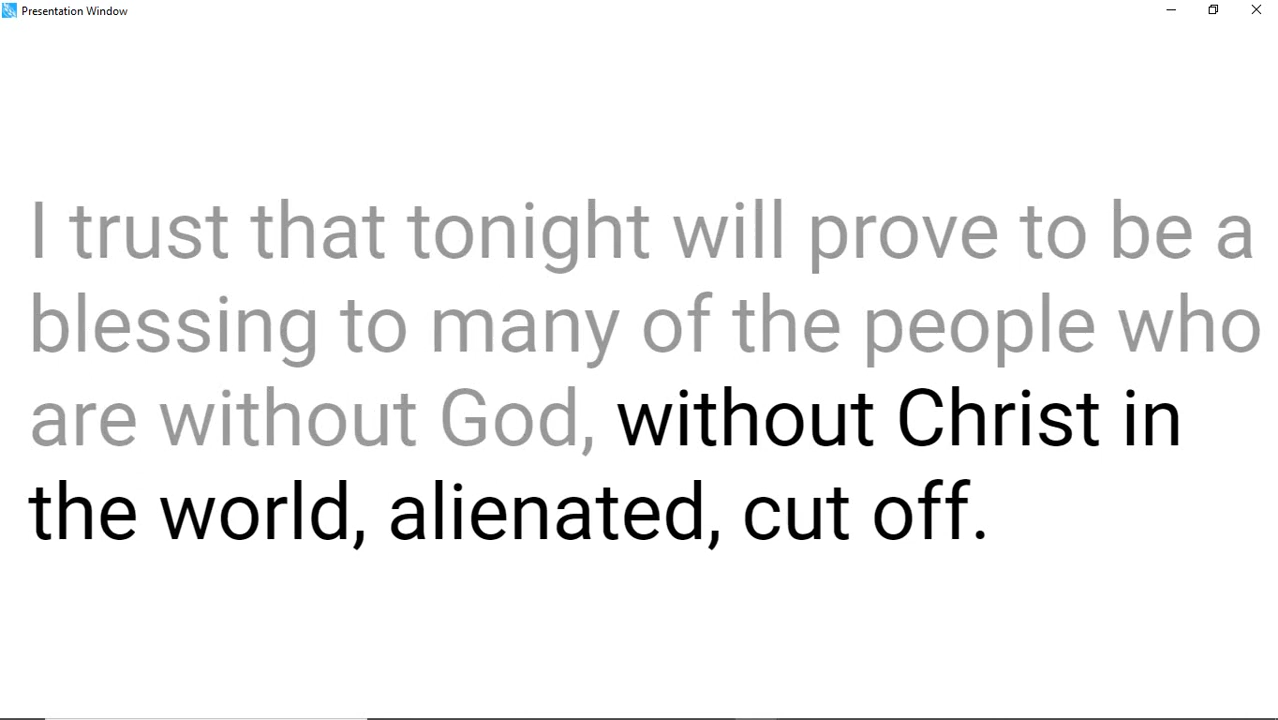 Presentation Window
I trust that tonight will prove to be a
blessing to many of the people who
are without God, without Christ in
the world, alienated, cut off.